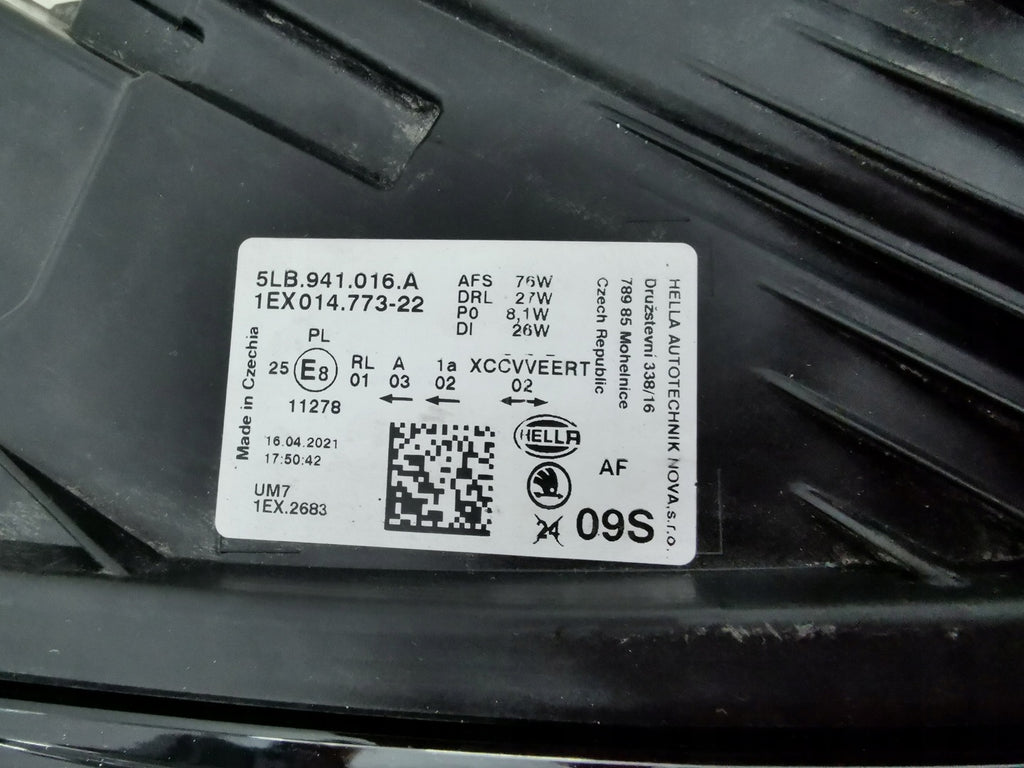 5LB.941.016.A
1EX014.773-22
AFS 76W
DRL 27W
P0 8,1W
DI 26W
PL
25 E8 RL A 1a XCCVVEERT
01 03 02 02
11278
16.04.2021
17:50:42
UM7
1EX.2683
Made in Czechia
HELLA
AF
24 09S
HELLA AUTOTECHNIK NOVA,s.r.o.
Družstevní 338/16
789 85 Mohelnice
Czech Republic